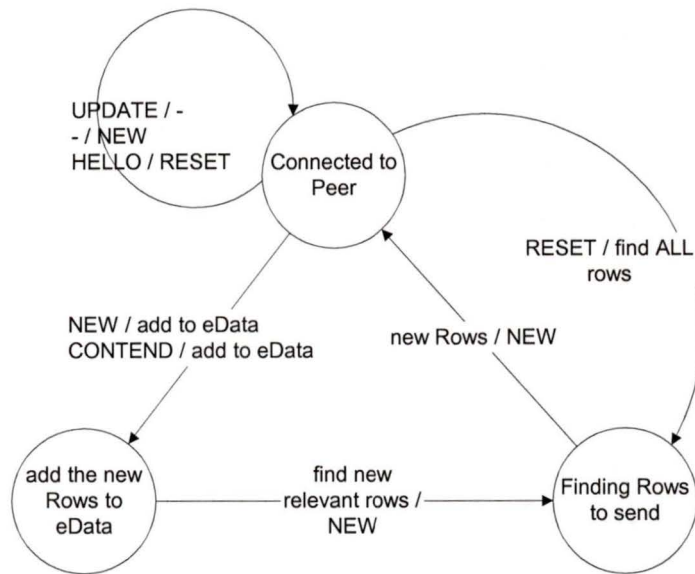 UPDATE / -
- / NEW
HELLO / RESET
Connected to
Peer
RESET / find ALL
rows
NEW / add to eData
CONTEND / add to eData
new Rows / NEW
add the new
Rows to
eData
find new
relevant rows /
NEW
Finding Rows
to send